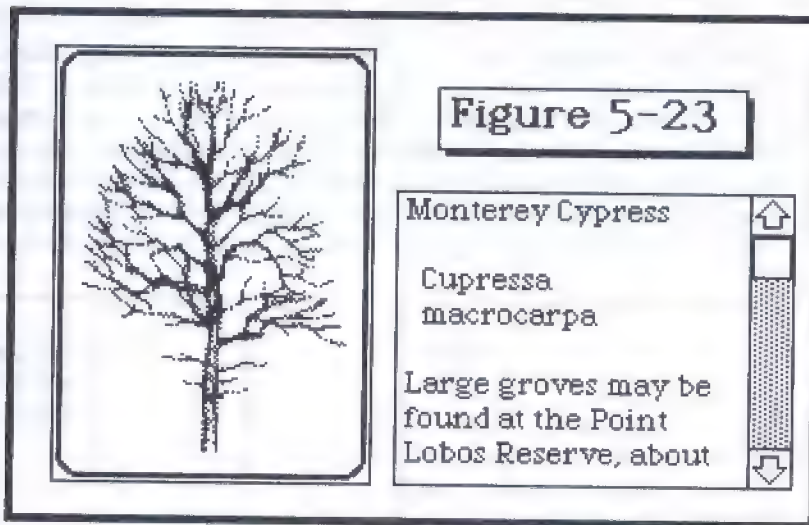 Figure 5-23
Monterey Cypress
Cupressa
macrocarpa
Large groves may be
found at the Point
Lobos Reserve, about